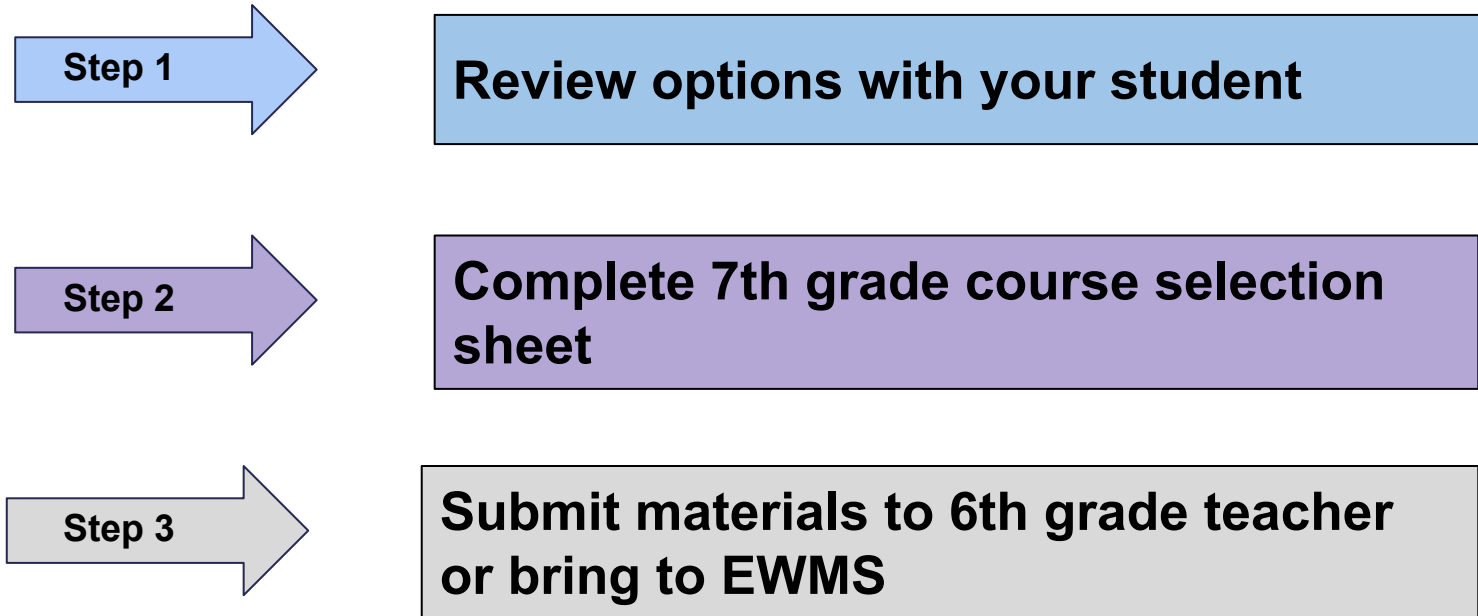 Step 1
Review options with your student
Step 2
Complete 7th grade course selection
sheet
Step 3
Submit materials to 6th grade teacher
or bring to EWMS